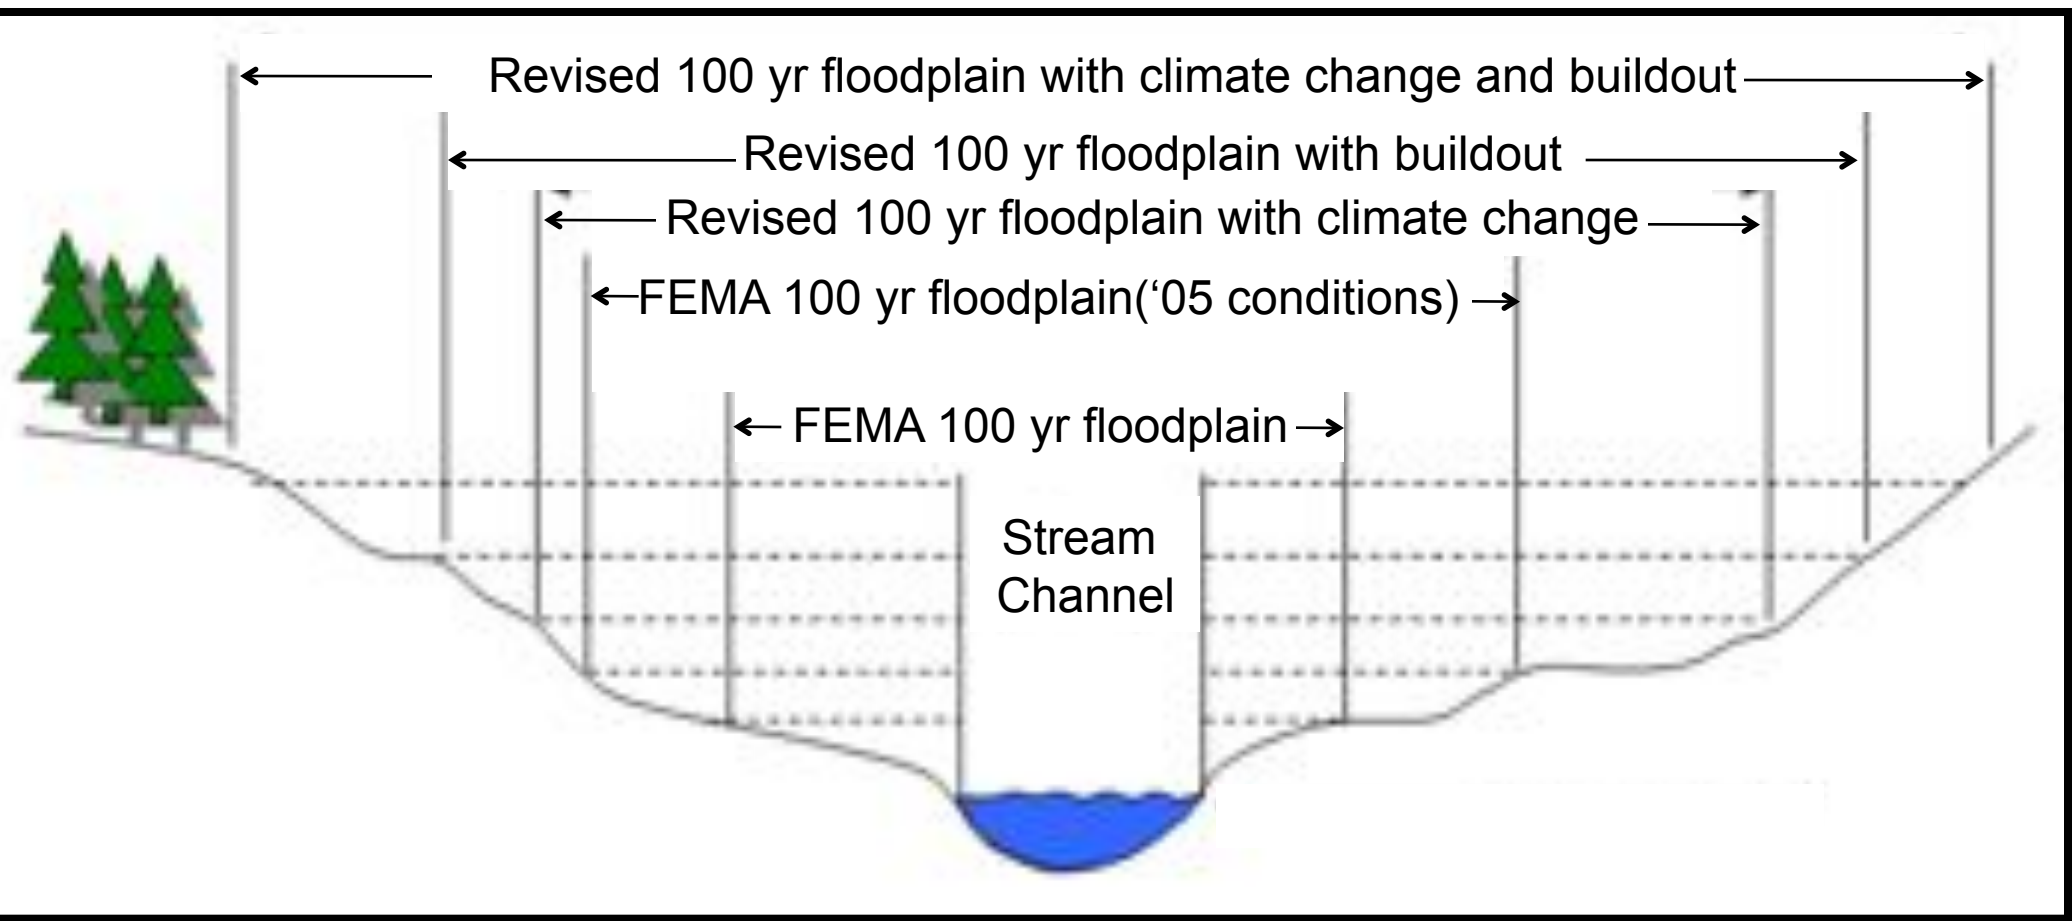 Revised 100 yr floodplain with climate change and buildout
Revised 100 yr floodplain with buildout
Revised 100 yr floodplain with climate change
FEMA 100 yr floodplain(‘05 conditions)
FEMA 100 yr floodplain
Stream
Channel